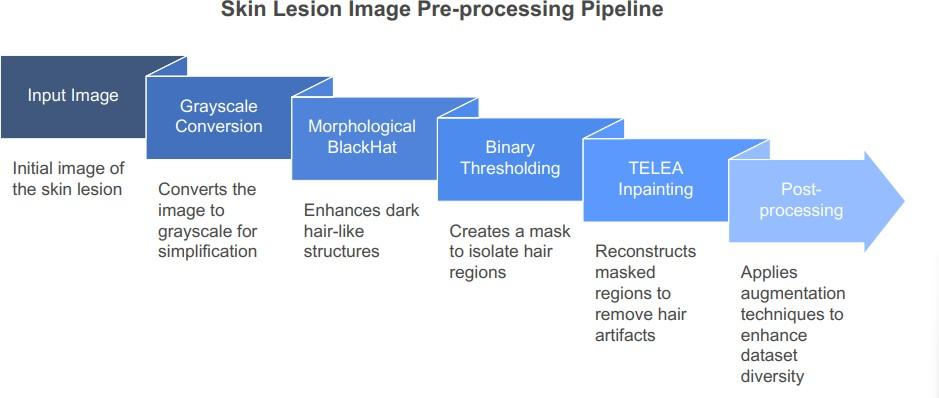 Skin Lesion Image Pre-processing Pipeline
Input Image
Initial image of
the skin lesion
Grayscale
Conversion
Converts the
image to
grayscale for
simplification
Morphological
BlackHat
Enhances dark
hair-like
structures
Binary
Thresholding
Creates a mask
to isolate hair
regions
TELEA
Inpainting
Reconstructs
masked
regions to
remove hair
artifacts
Post-
processing
Applies
augmentation
techniques to
enhance
dataset
diversity